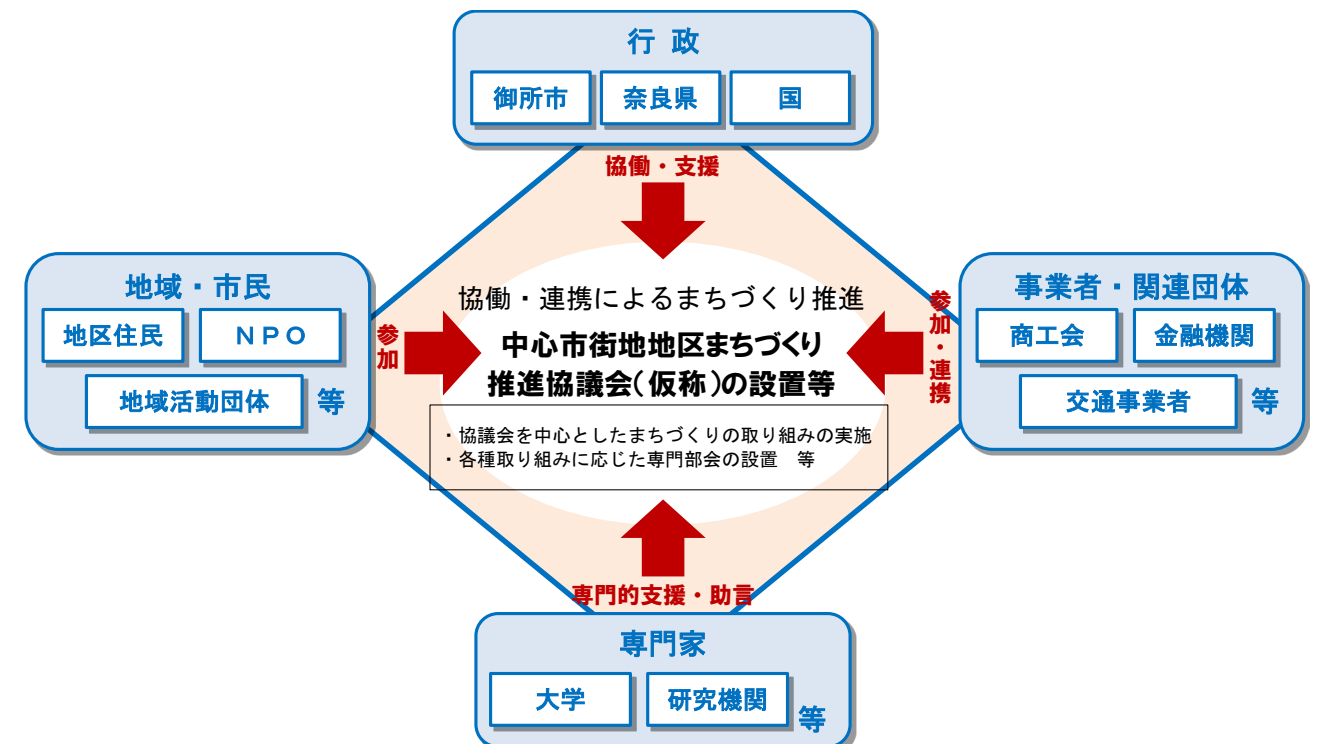 行 政
御所市
奈良県
国
協働・支援
地域・市民
地区住民
ＮＰＯ
地域活動団体
等
参加
協働・連携によるまちづくり推進
中心市街地地区まちづくり
推進協議会（仮称）の設置等
・協議会を中心としたまちづくりの取り組みの実施
・各種取り組みに応じた専門部会の設置　等
参加・連携
事業者・関連団体
商工会
金融機関
交通事業者
等
専門的支援・助言
専門家
大学
研究機関
等